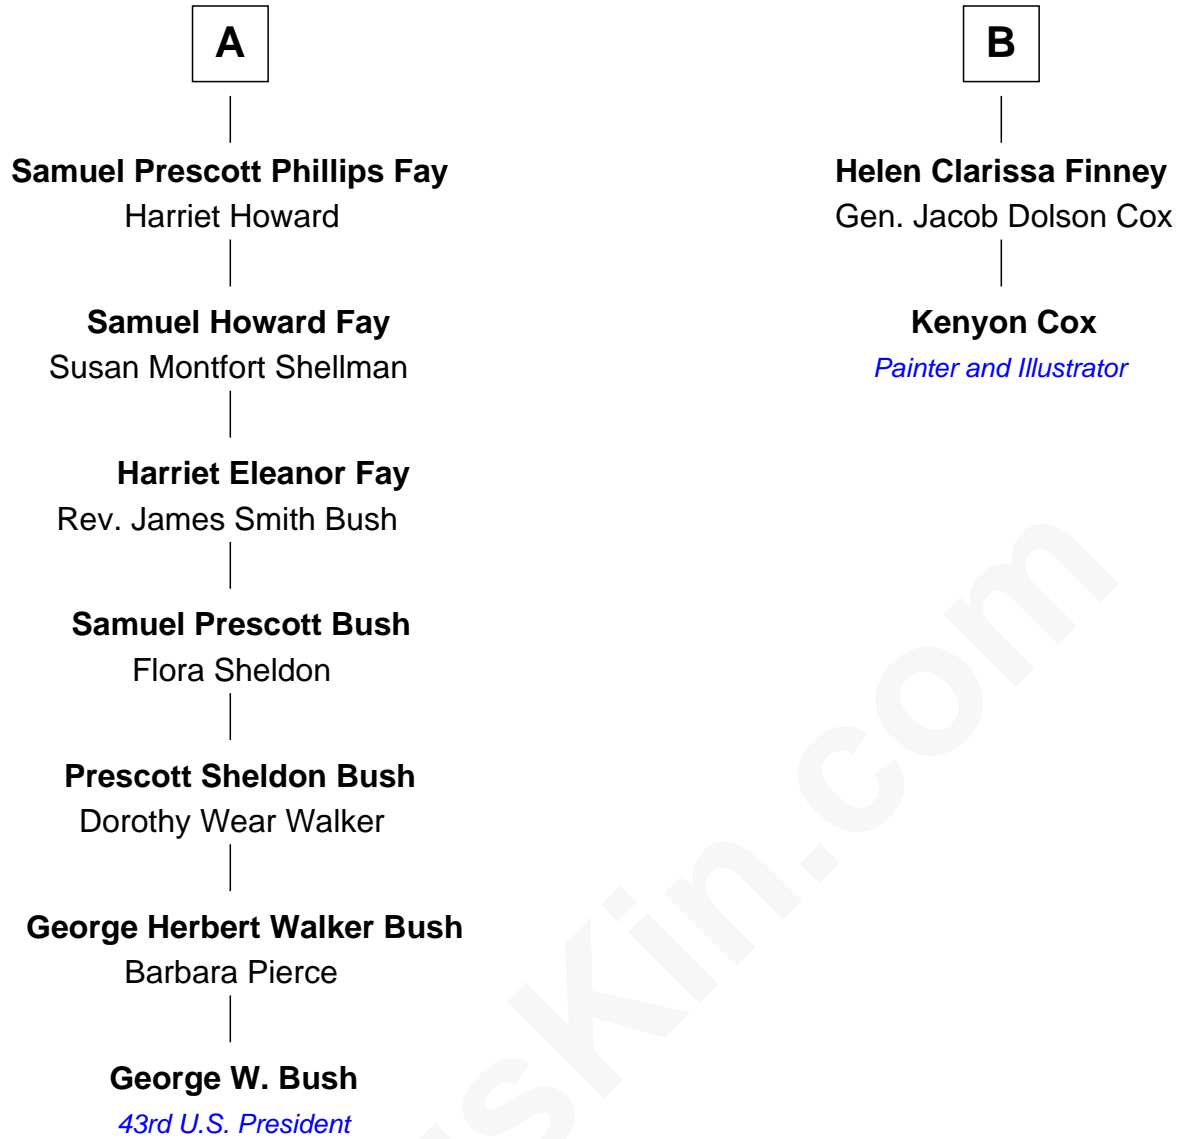 A
Samuel Prescott Phillips Fay
Harriet Howard
Samuel Howard Fay
Susan Montfort Shellman
Harriet Eleanor Fay
Rev. James Smith Bush
Samuel Prescott Bush
Flora Sheldon
Prescott Sheldon Bush
Dorothy Wear Walker
George Herbert Walker Bush
Barbara Pierce
George W. Bush
43rd U.S. President
B
Helen Clarissa Finney
Gen. Jacob Dolson Cox
Kenyon Cox
Painter and Illustrator
sKin.com